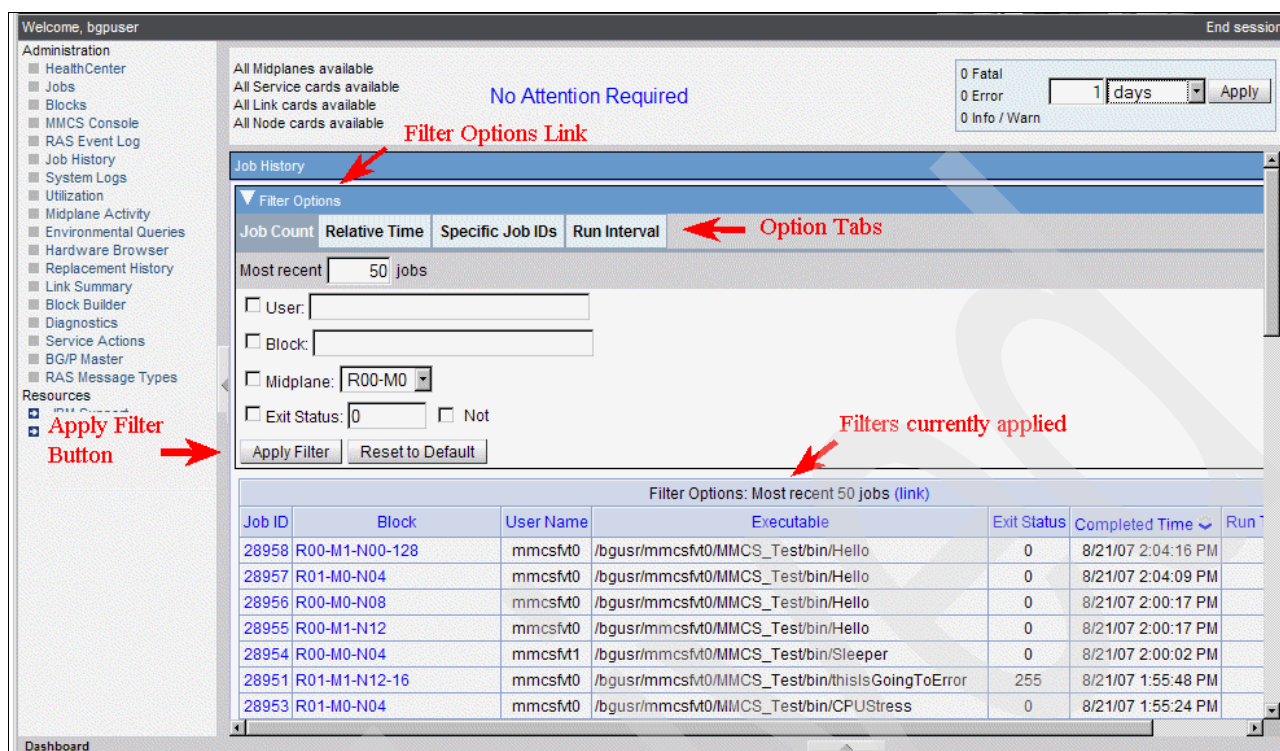 Welcome, bgpuser
End session
Administration
HealthCenter
Jobs
Blocks
MMCS Console
RAS Event Log
Job History
System Logs
Utilization
Midplane Activity
Environmental Queries
Hardware Browser
Replacement History
Link Summary
Block Builder
Diagnostics
Service Actions
BG/P Master
RAS Message Types
Resources
Apply Filter
Button
All Midplanes available
All Service cards available
All Link cards available
All Node cards available
No Attention Required
0 Fatal
0 Error
0 Info / Warn
1 days Apply
Filter Options Link
Job History
Filter Options
Job Count Relative Time Specific Job IDs Run Interval
Option Tabs
Most recent 50 jobs
User:
Block:
Midplane: R00-M0
Exit Status: 0 Not
Apply Filter Reset to Default
Filters currently applied
Filter Options: Most recent 50 jobs (link)
Job ID Block User Name Executable Exit Status Completed Time Run
28958 R00-M1-N00-128 mmcsfvt0 /bgusr/mmcsfvt0/MMCS_Test/bin/Hello 0 8/21/07 2:04:16 PM
28957 R01-M0-N04 mmcsfvt0 /bgusr/mmcsfvt0/MMCS_Test/bin/Hello 0 8/21/07 2:04:09 PM
28956 R00-M0-N08 mmcsfvt0 /bgusr/mmcsfvt0/MMCS_Test/bin/Hello 0 8/21/07 2:00:17 PM
28955 R00-M1-N12 mmcsfvt0 /bgusr/mmcsfvt0/MMCS_Test/bin/Hello 0 8/21/07 2:00:17 PM
28954 R00-M0-N04 mmcsfvt1 /bgusr/mmcsfvt0/MMCS_Test/bin/Sleeper 0 8/21/07 2:00:02 PM
28951 R01-M1-N12-16 mmcsfvt0 /bgusr/mmcsfvt0/MMCS_Test/bin/thisIsGoingToError 255 8/21/07 1:55:48 PM
28953 R01-M0-N04 mmcsfvt0 /bgusr/mmcsfvt0/MMCS_Test/bin/CPUStress 0 8/21/07 1:55:24 PM
Dashboard